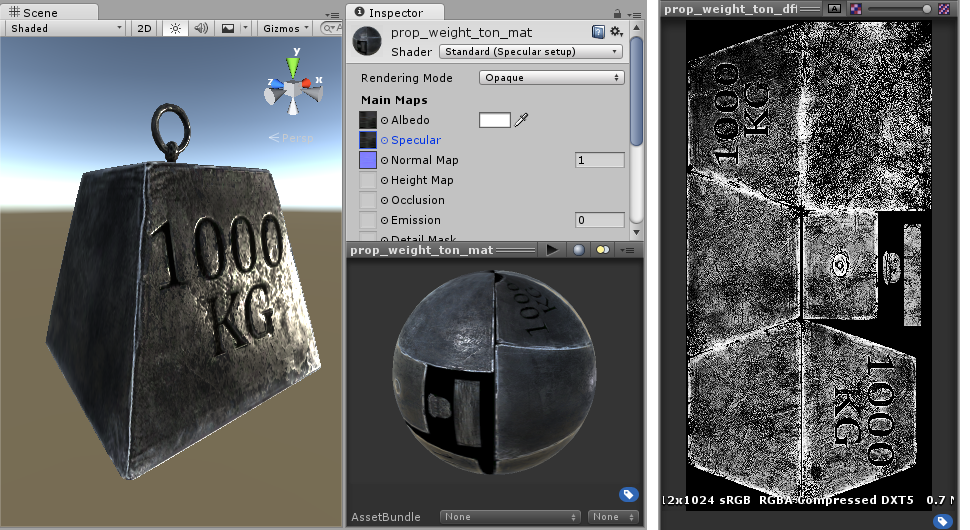 Scene
Shaded
2D
Gizmos
A
y
x
z
Persp
1000
KG
Inspector
prop_weight_ton_mat
Shader
Standard (Specular setup)
Rendering Mode
Opaque
Main Maps
Albedo
Specular
Normal Map
1
Height Map
Occlusion
Emission
0
Detail Mask
prop_weight_ton_mat
1000
KG
AssetBundle
None
None
prop_weight_ton_df
A
1000
KG
1000
KG
12x1024 sRGB RGBA Compressed DXT5 0.7 M